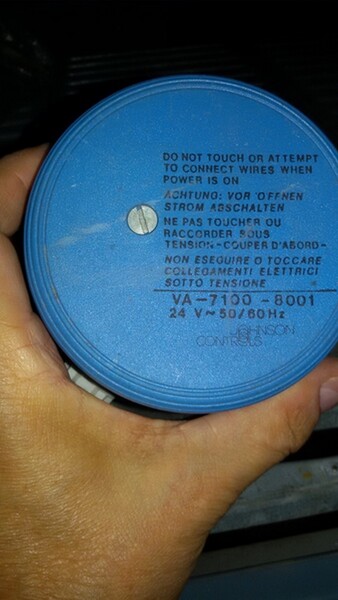 DO NOT TOUCH OR ATTEMPT
TO CONNECT WIRES WHEN
POWER IS ON
ACHTUNG: VOR ÖFFNEN
STROM ABSCHALTEN
NE PAS TOUCHER OU
RACCORDER SOUS
TENSION-COUPER D'ABORD-
NON ESEGUIRE O TOCCARE
COLLEGAMENTI ELETTRICI
SOTTO TENSIONE
VA-7100-8001
24 V~50/60Hz
JOHNSON
CONTROLS